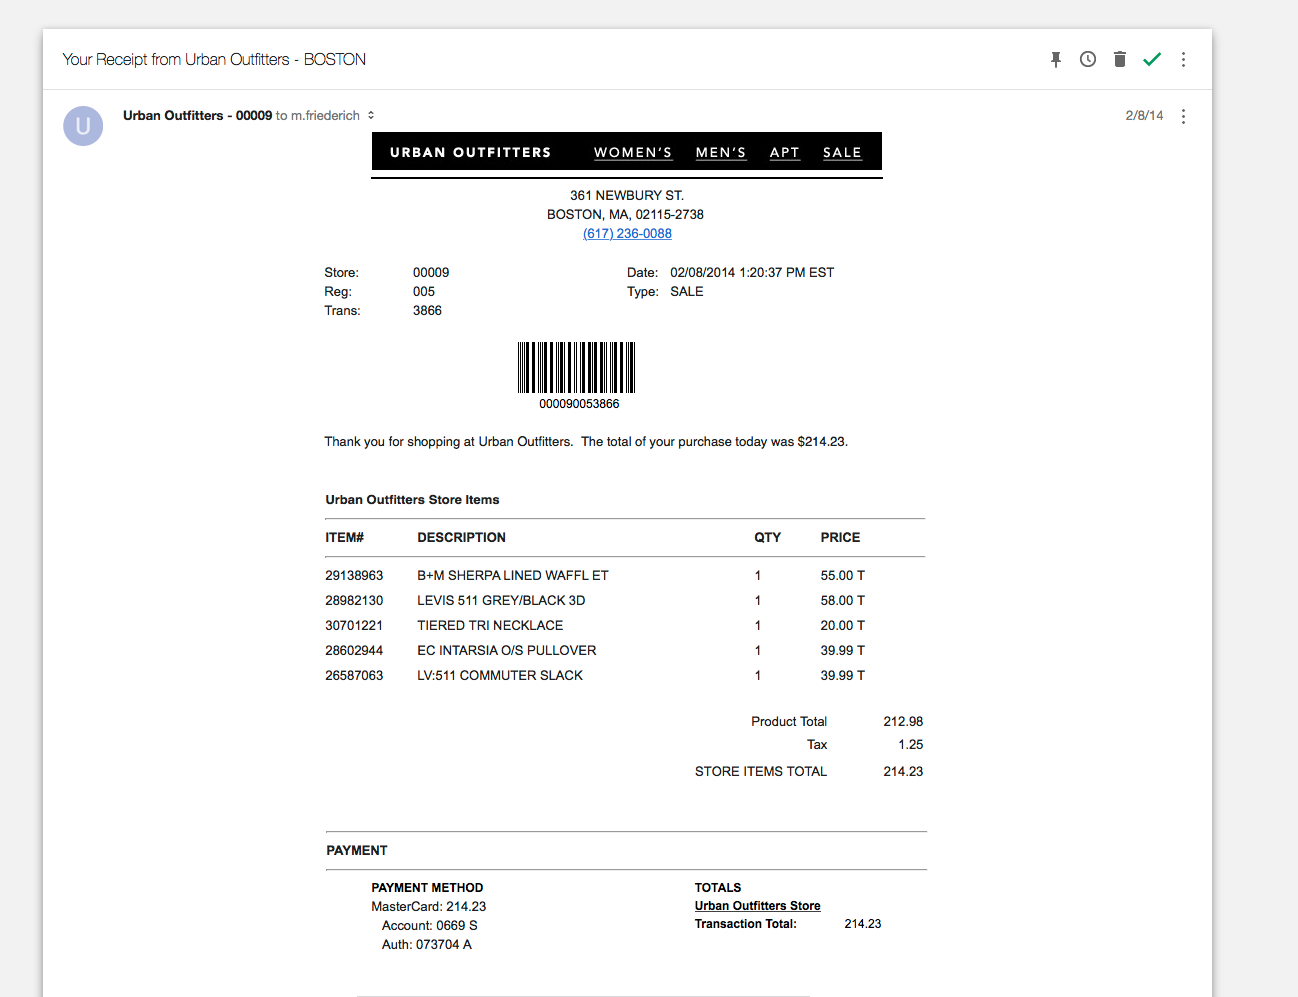 Your Receipt from Urban Outfitters - BOSTON
U
Urban Outfitters - 00009 to m.friederich
2/8/14
URBAN OUTFITTERS WOMEN'S MEN'S APT SALE
361 NEWBURY ST.
BOSTON, MA, 02115-2738
(617) 236-0088
Store: 00009 Date: 02/08/2014 1:20:37 PM EST
Reg: 005 Type: SALE
Trans: 3866
000090053866
Thank you for shopping at Urban Outfitters. The total of your purchase today was $214.23.
Urban Outfitters Store Items
ITEM# DESCRIPTION QTY PRICE
29138963 B+M SHERPA LINED WAFFL ET 1 55.00 T
28982130 LEVIS 511 GREY/BLACK 3D 1 58.00 T
30701221 TIERED TRI NECKLACE 1 20.00 T
28602944 EC INTARSIA O/S PULLOVER 1 39.99 T
26587063 LV:511 COMMUTER SLACK 1 39.99 T
Product Total 212.98
Tax 1.25
STORE ITEMS TOTAL 214.23
PAYMENT
PAYMENT METHOD
MasterCard: 214.23
Account: 0669 S
Auth: 073704 A
TOTALS
Urban Outfitters Store
Transaction Total: 214.23